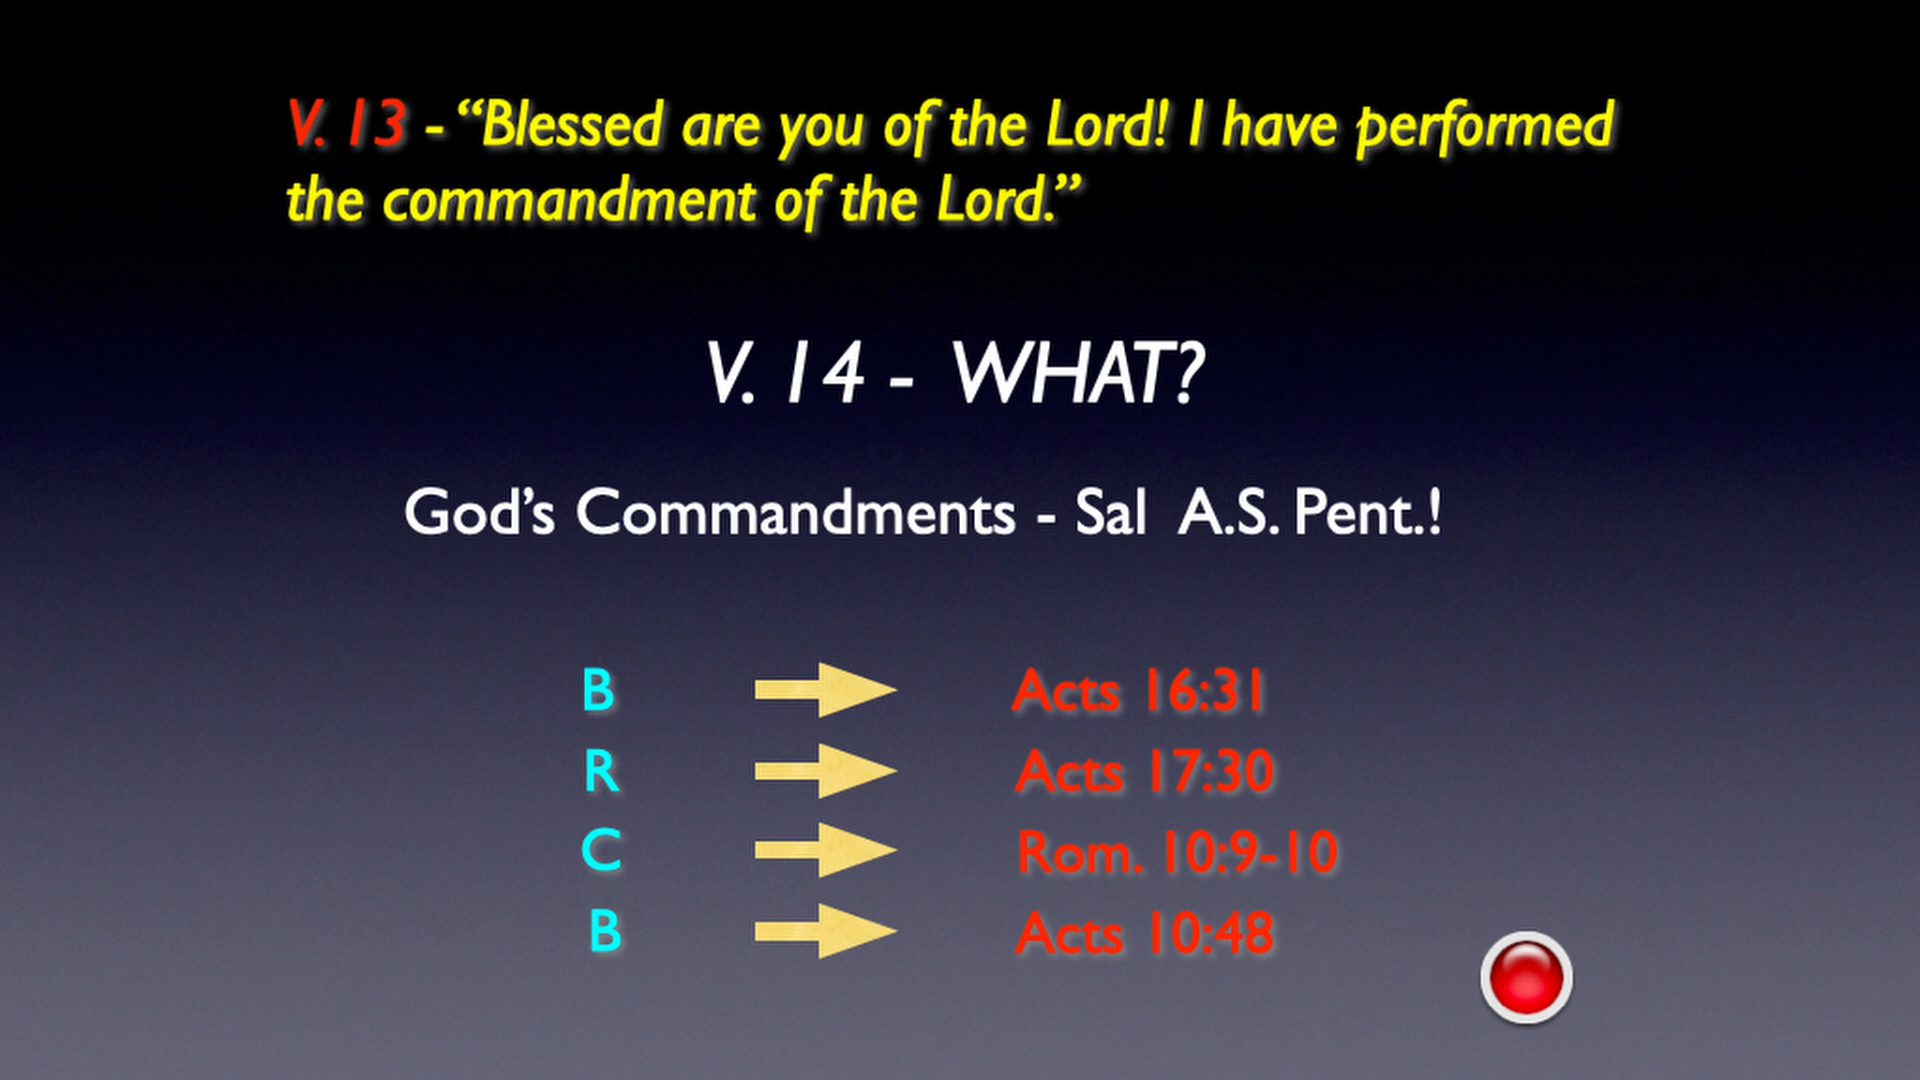 V. 13 - “Blessed are you of the Lord! I have performed
the commandment of the Lord.”
V. 14 - WHAT?
God’s Commandments - Sal A.S. Pent.!
B Acts 16:31
R Acts 17:30
C Rom. 10:9-10
B Acts 10:48